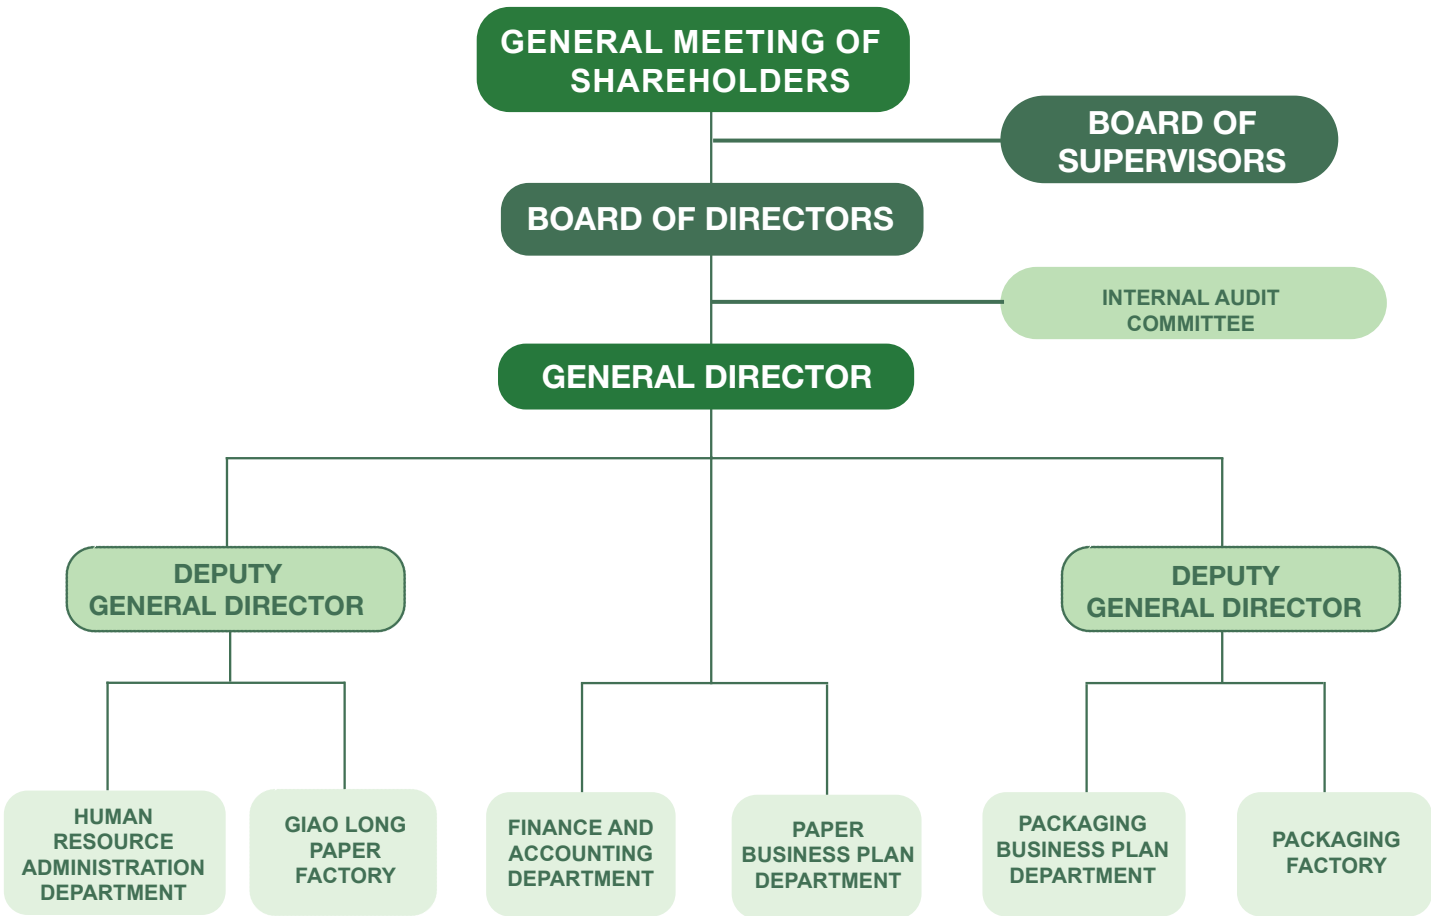 GENERAL MEETING OF
SHAREHOLDERS
BOARD OF
SUPERVISORS
BOARD OF DIRECTORS
INTERNAL AUDIT
COMMITTEE
GENERAL DIRECTOR
DEPUTY
GENERAL DIRECTOR
DEPUTY
GENERAL DIRECTOR
HUMAN
RESOURCE
ADMINISTRATION
DEPARTMENT
GIAO LONG
PAPER
FACTORY
FINANCE AND
ACCOUNTING
DEPARTMENT
PAPER
BUSINESS PLAN
DEPARTMENT
PACKAGING
BUSINESS PLAN
DEPARTMENT
PACKAGING
FACTORY